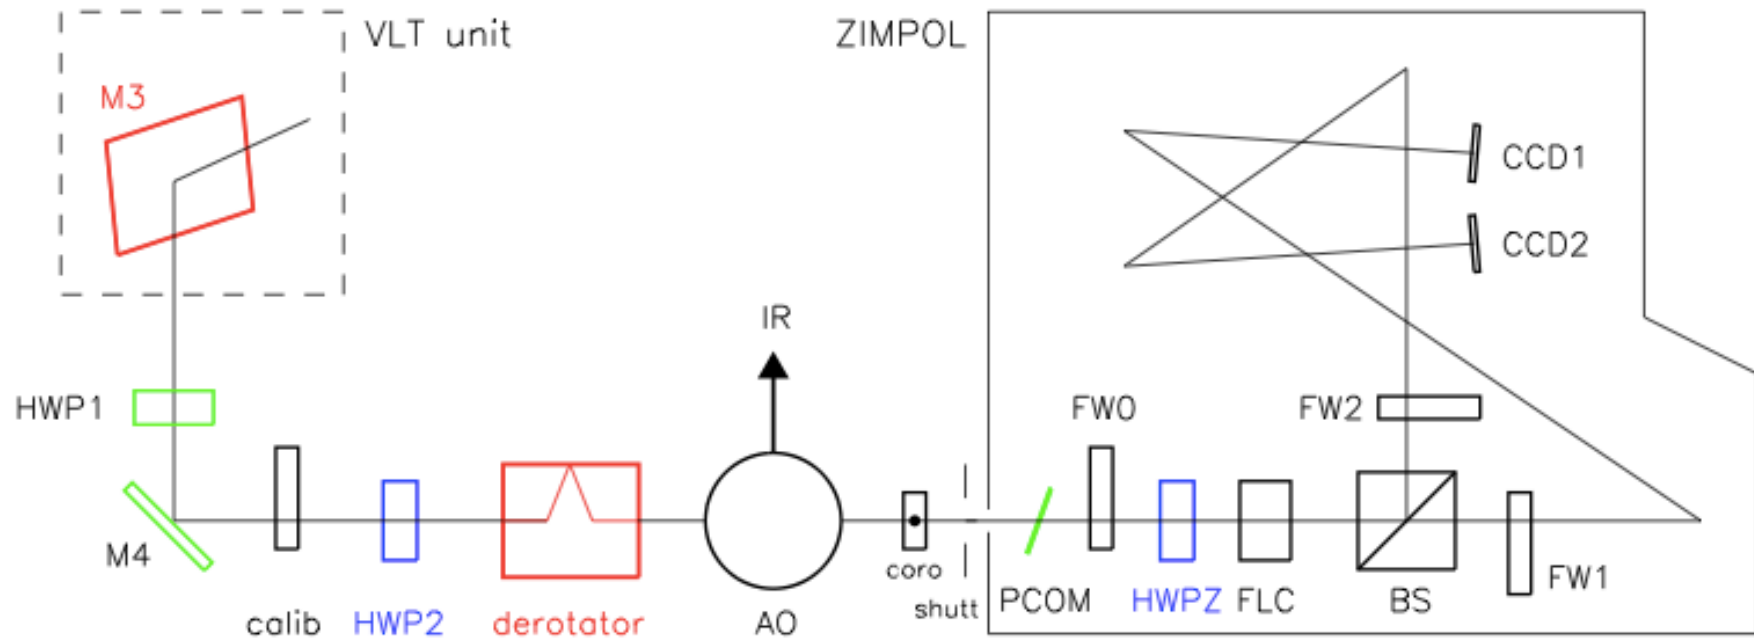 VLT unit
ZIMPOL
M3
CCD1
CCD2
IR
HWP1
FW0
FW2
M4
calib
HWP2
derotator
AO
coro
shutt
PCOM
HWPZ
FLC
BS
FW1